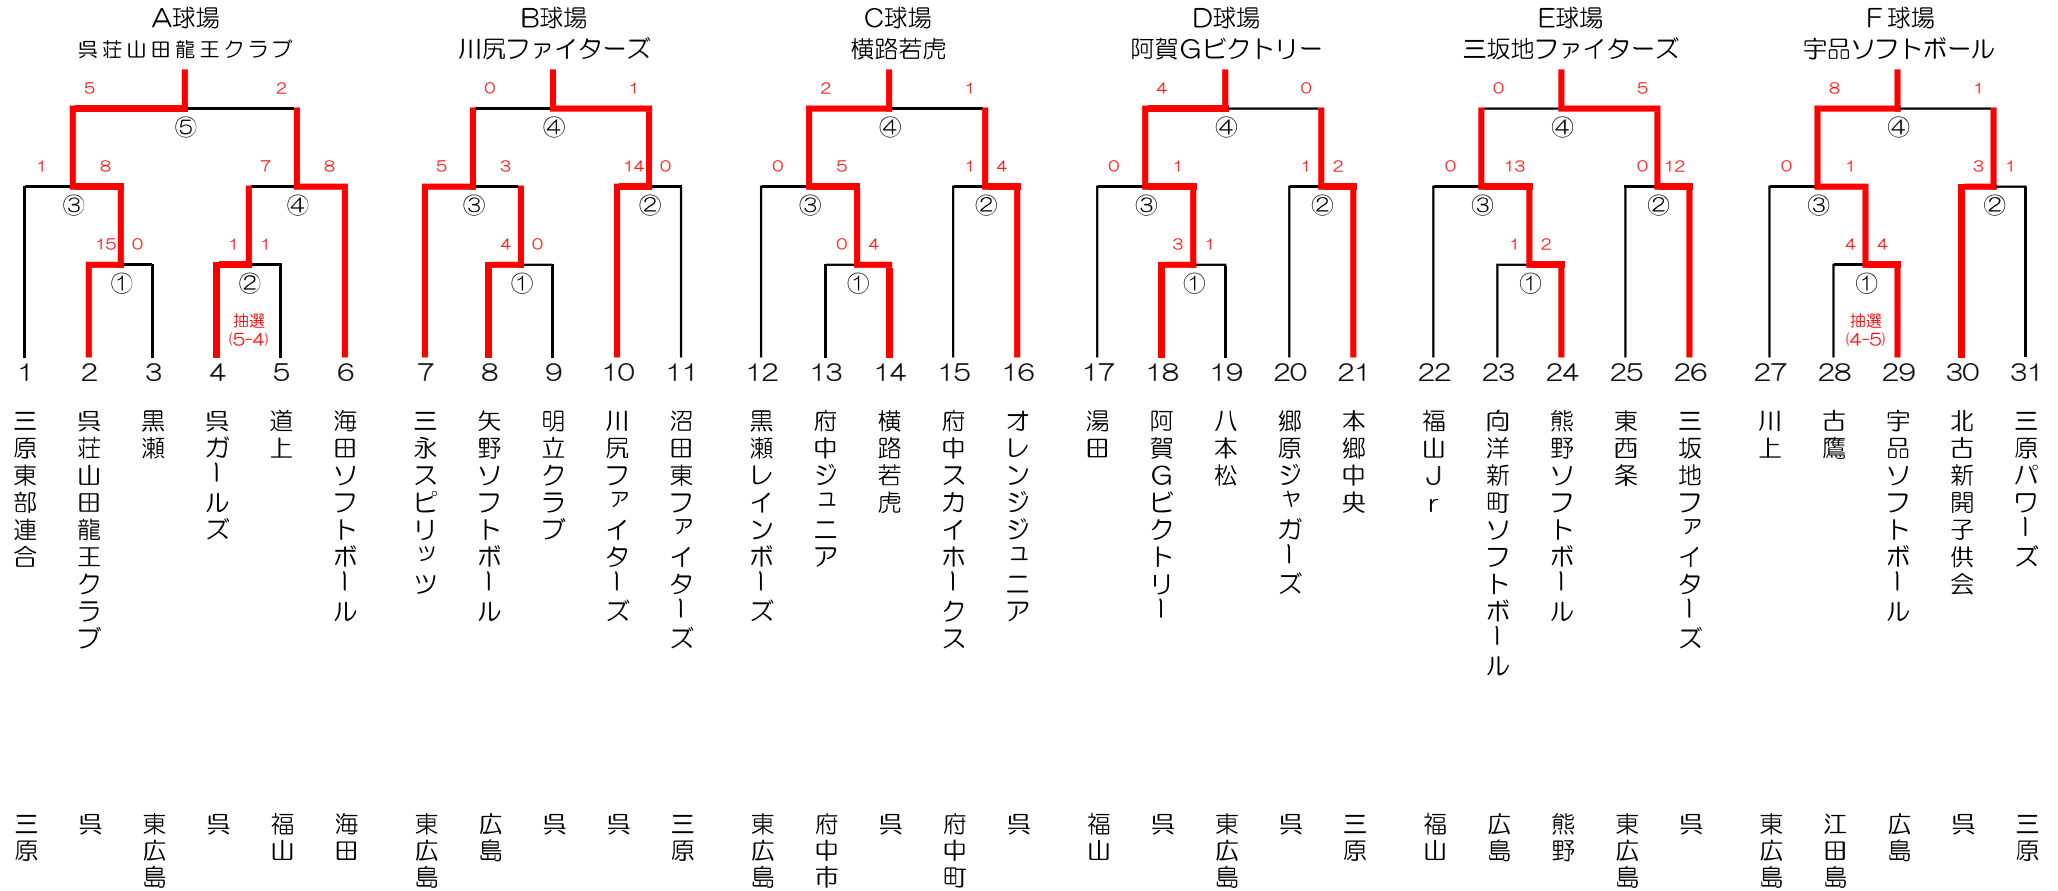 A球場
呉荘山田龍王クラブ
5 2
⑤
1 8 7 8
③ ④
15 0 1 1
① ②
抽選
(5-4)
1 2 3 4 5 6
三原東部連合
呉荘山田龍王クラブ
黒瀬
呉ガールズ
道上
海田ソフトボール
三原
呉
東広島
呉
福山
海田
B球場
川尻ファイターズ
0 1
④
5 3 14 0
③ ②
4 0
①
7 8 9 10 11
三永スピリッツ
矢野ソフトボール
明立クラブ
川尻ファイターズ
沼田東ファイターズ
東広島
広島
呉
呉
三原
C球場
横路若虎
2 1
④
0 5 1 4
③ ②
0 4
①
12 13 14 15 16
黒瀬レインボーズ
府中ジュニア
横路若虎
府中スカイホークス
オレンジジュニア
東広島
府中市
呉
府中町
呉
D球場
阿賀Gビクトリー
4 0
④
0 1 1 2
③ ②
3 1
①
17 18 19 20 21
湯田
阿賀Gビクトリー
八本松
郷原ジャガーズ
本郷中央
福山
呉
東広島
呉
三原
E球場
三坂地ファイターズ
0 5
④
0 13 0 12
③ ②
1 2
①
22 23 24 25 26
福山Jr
向洋新町ソフトボール
熊野ソフトボール
東西条
三坂地ファイターズ
福山
広島
熊野
東広島
呉
F球場
宇品ソフトボール
8 1
④
0 1 3 1
③ ②
4 4
①
抽選
(4-5)
27 28 29 30 31
川上
古鷹
宇品ソフトボール
北古新開子供会
三原パワーズ
東広島
江田島
広島
呉
三原